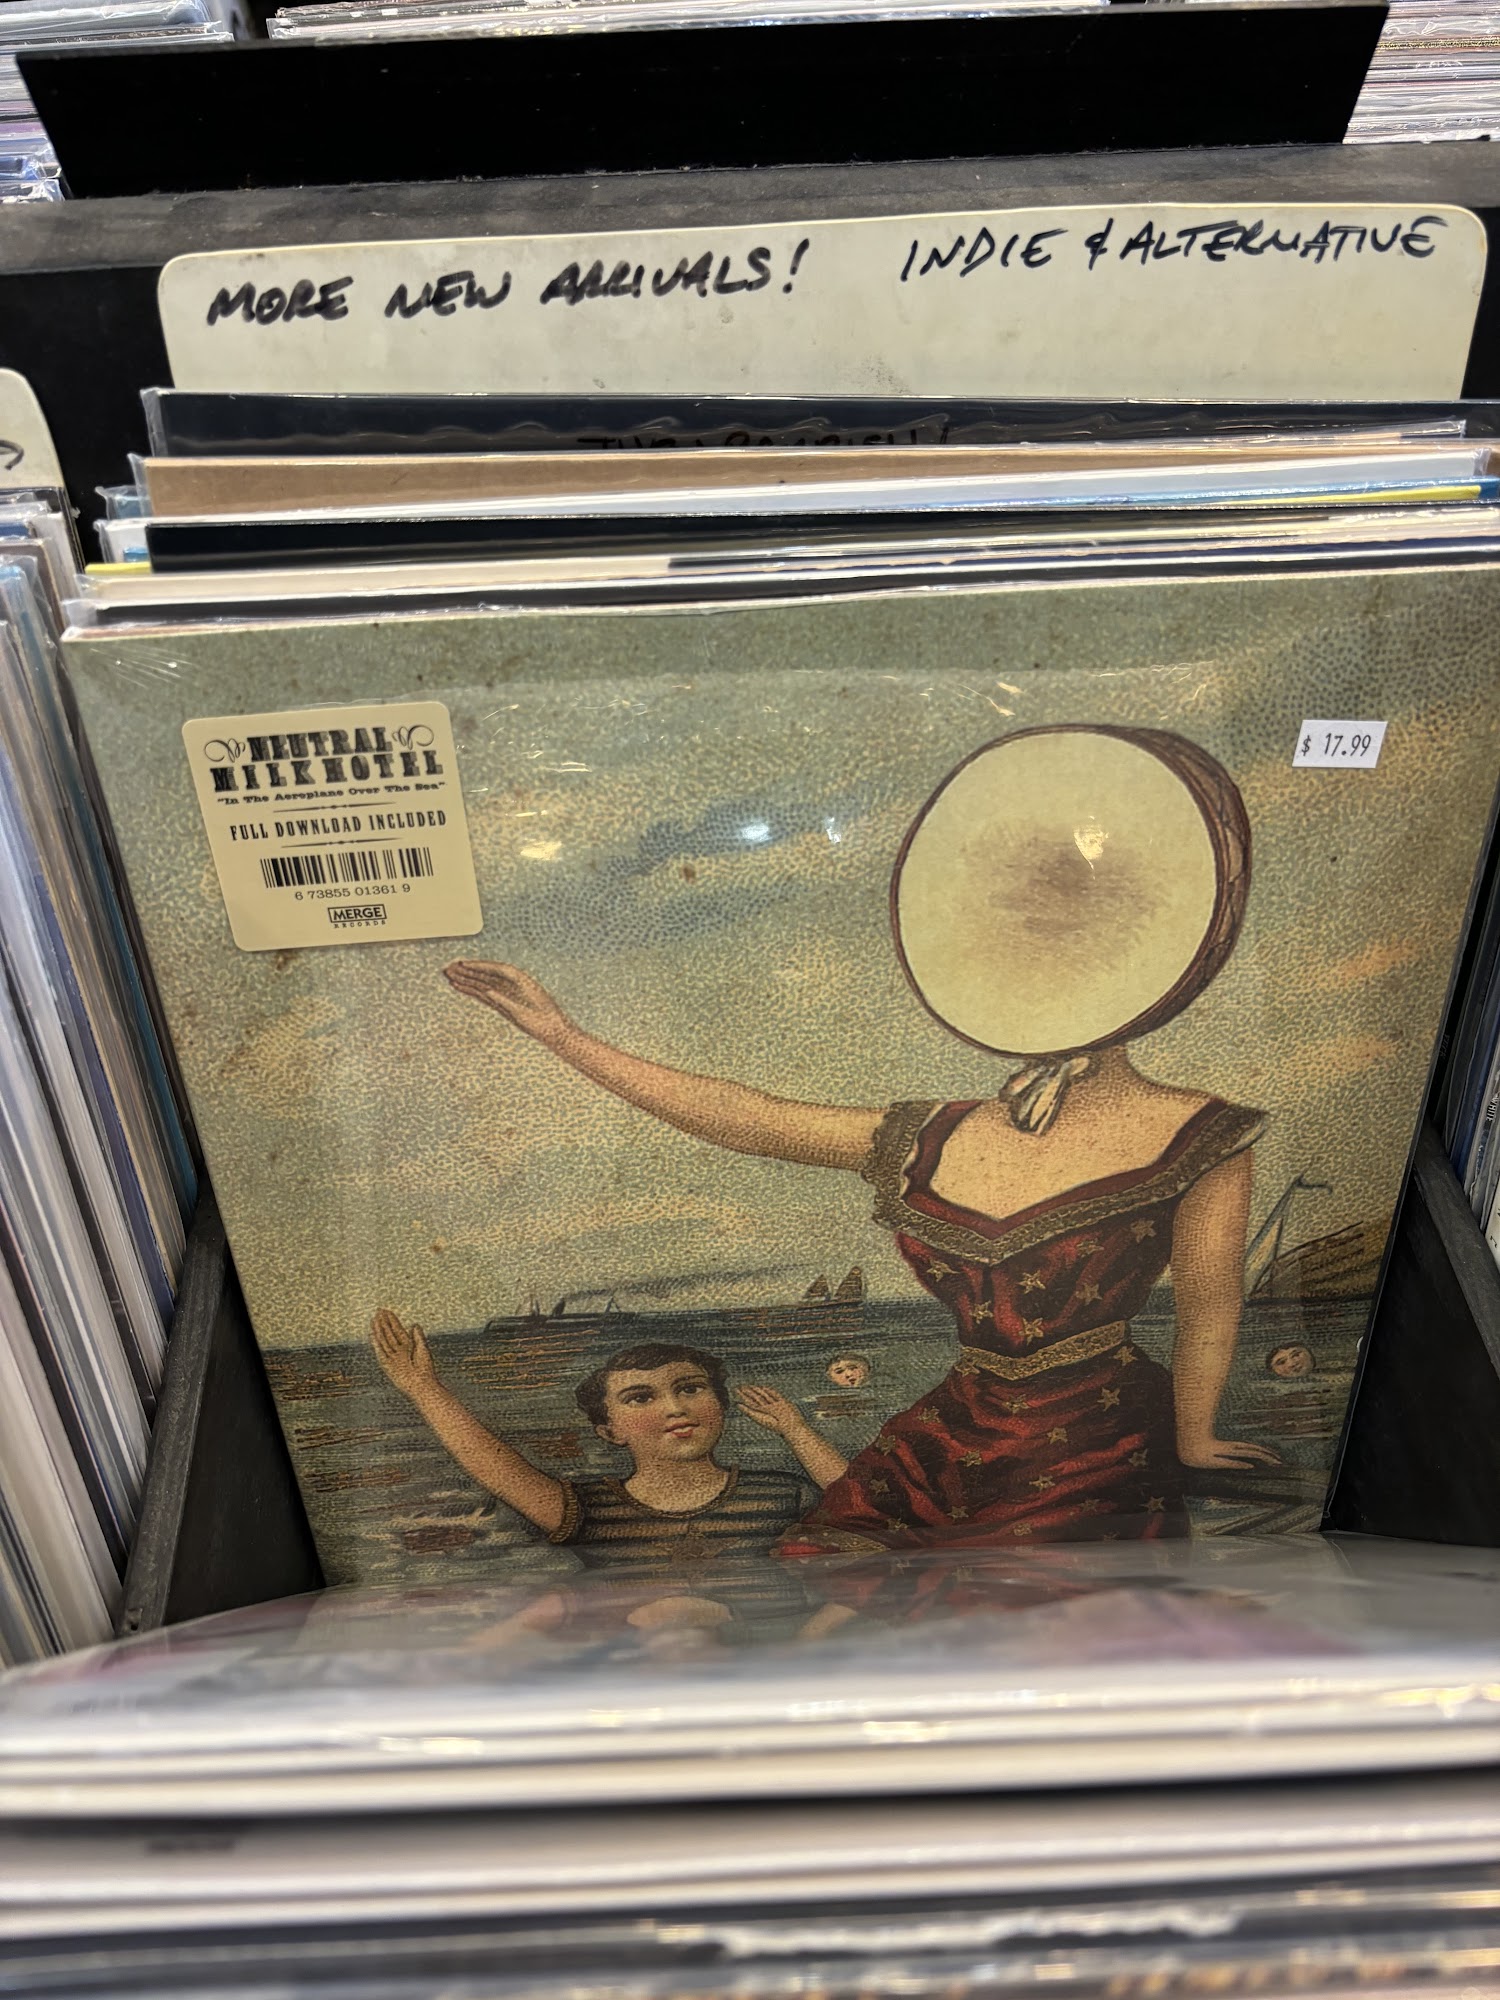 MORE NEW ARRIVALS! INDIE & ALTERNATIVE
NEUTRAL
MILK HOTEL
"In The Aeroplane Over The Sea"
FULL DOWNLOAD INCLUDED
6 73855 01361 9
MERGE
RECORDS
$ 17.99